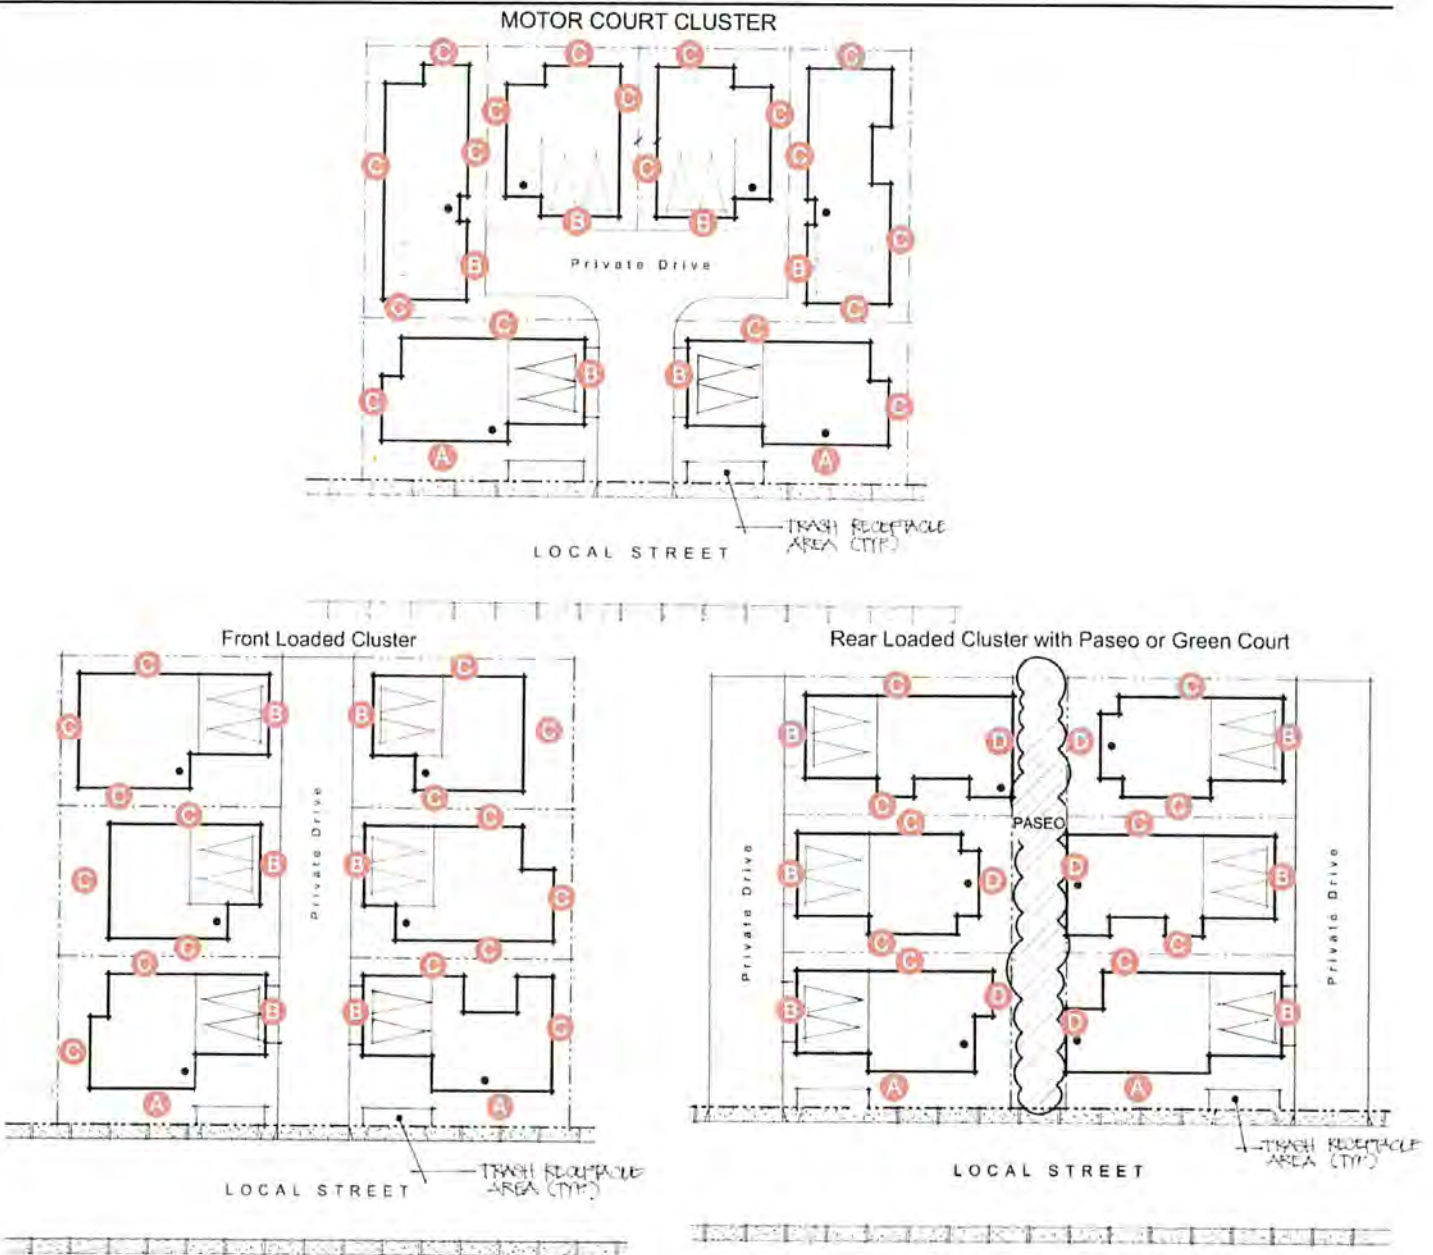 MOTOR COURT CLUSTER
C C C C
C C C C
C C C C
C
B B
B Private Drive B
C C
C C
B B
C C
A A
TRASH RECEPTACLE
AREA (TYP)
LOCAL STREET
Front Loaded Cluster
C C
C B B C
C C
C C
Private Drive
C B B C
C C
C C
B B
C C
A A
TRASH RECEPTACLE
AREA (TYP)
LOCAL STREET
Rear Loaded Cluster with Paseo or Green Court
C C
B D D B
C C
C PASEO C
B D D B
Private Drive
Private Drive
C C
C C
B D D B
A A
TRASH RECEPTACLE
AREA (TYP)
LOCAL STREET